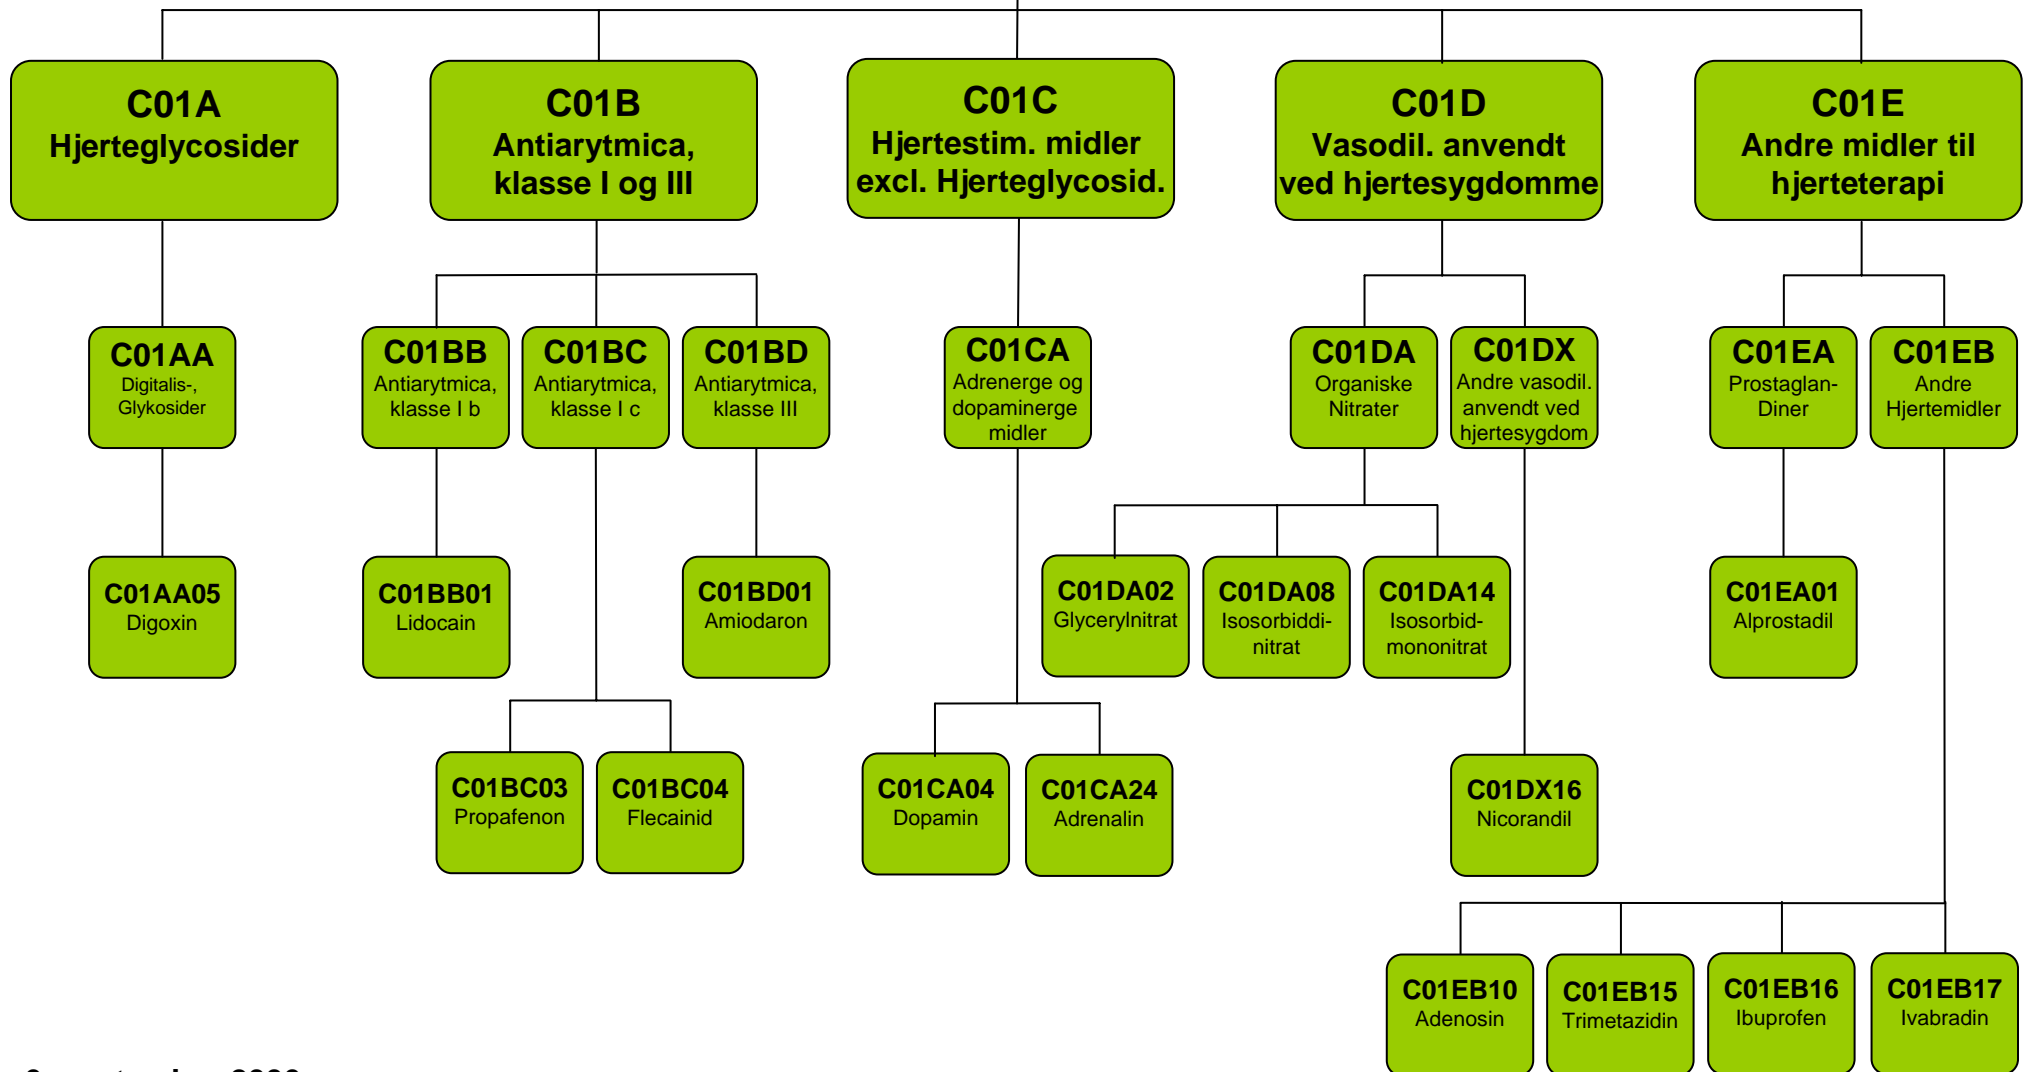 C01A
Hjerteglycosider
C01B
Antiarytmica,
klasse I og III
C01C
Hjertestim. midler
excl. Hjerteglycosid.
C01D
Vasodil. anvendt
ved hjertesygdomme
C01E
Andre midler til
hjerteterapi
C01AA
Digitalis-,
Glykosider
C01BB
Antiarytmica,
klasse I b
C01BC
Antiarytmica,
klasse I c
C01BD
Antiarytmica,
klasse III
C01CA
Adrenerge og
dopaminerge
midler
C01DA
Organiske
Nitrater
C01DX
Andre vasodil.
anvendt ved
hjertesygdom
C01EA
Prostaglan-
Diner
C01EB
Andre
Hjertemidler
C01AA05
Digoxin
C01BB01
Lidocain
C01BD01
Amiodaron
C01DA02
Glycerylnitrat
C01DA08
Isosorbiddi-
nitrat
C01DA14
Isosorbid-
mononitrat
C01EA01
Alprostadil
C01BC03
Propafenon
C01BC04
Flecainid
C01CA04
Dopamin
C01CA24
Adrenalin
C01DX16
Nicorandil
C01EB10
Adenosin
C01EB15
Trimetazidin
C01EB16
Ibuprofen
C01EB17
Ivabradin